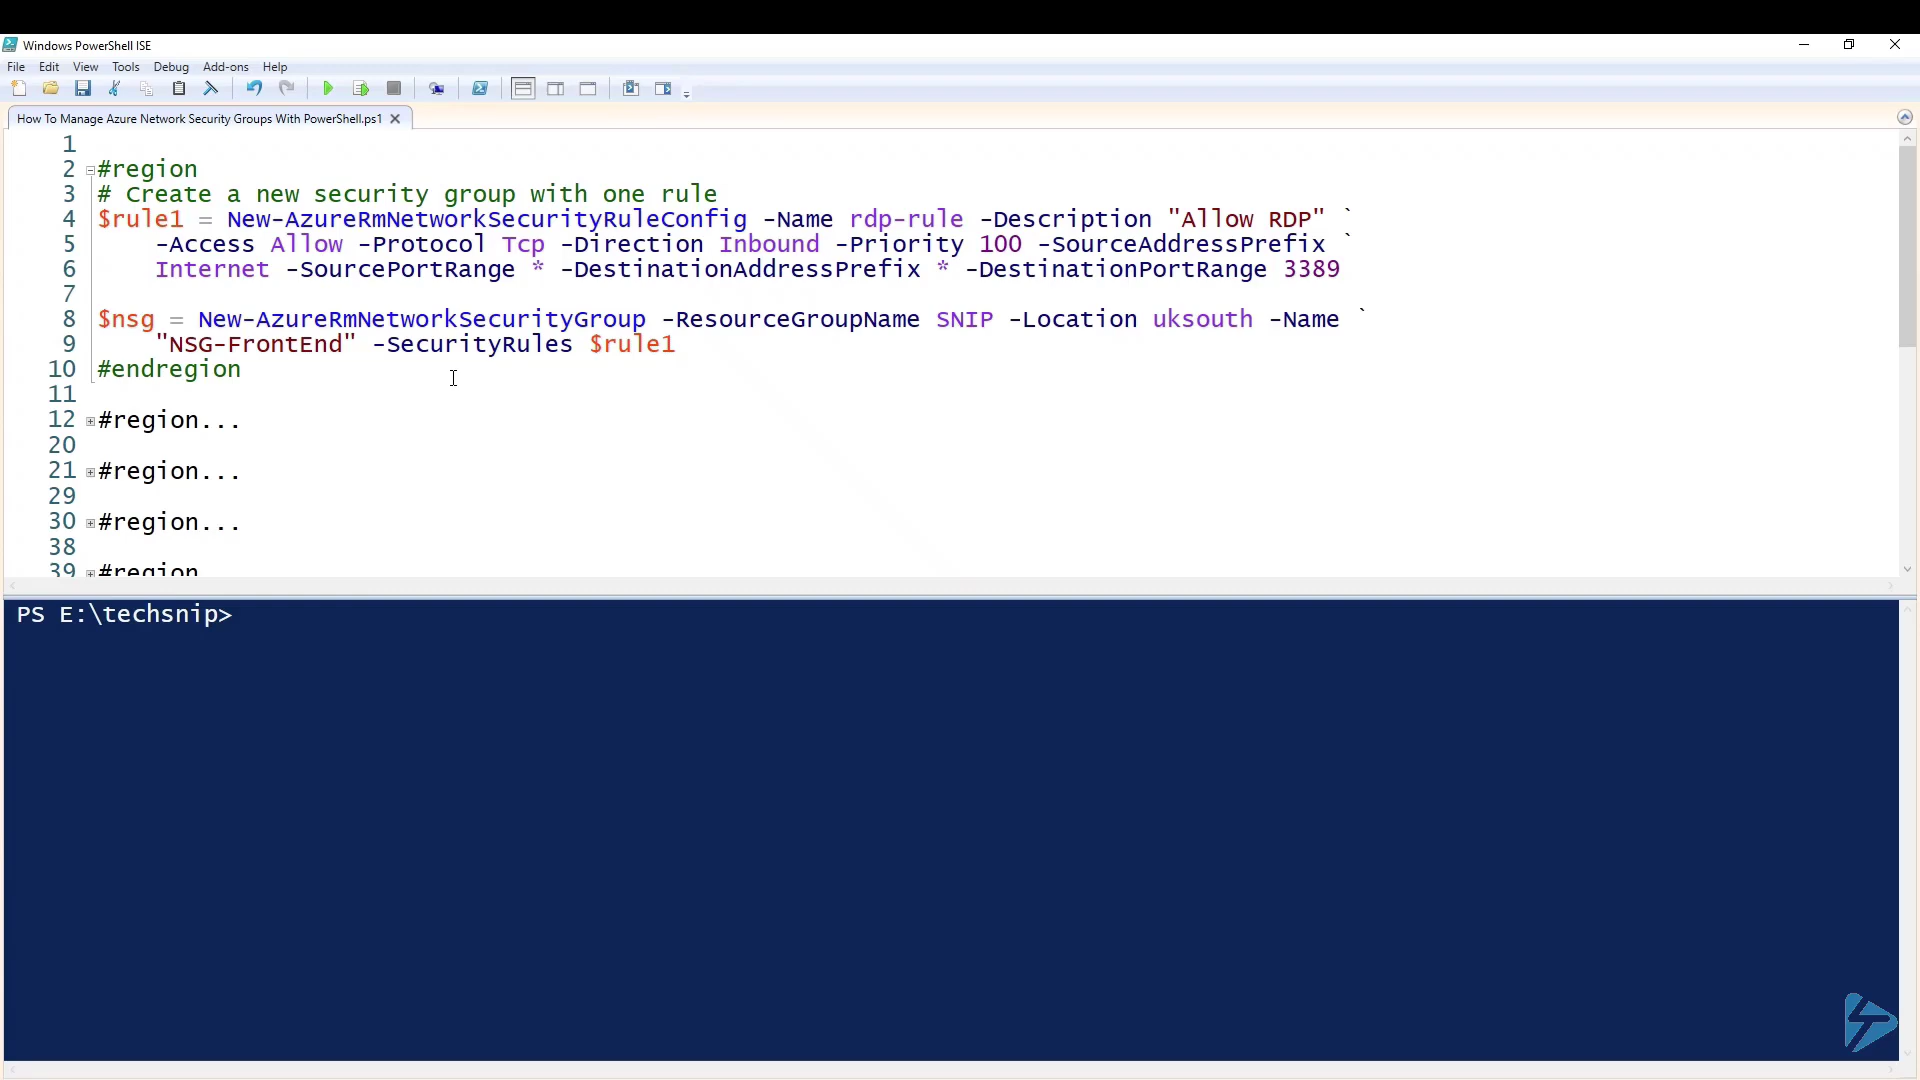 Windows PowerShell ISE
File Edit View Tools Debug Add-ons Help
How To Manage Azure Network Security Groups With PowerShell.ps1
1
2 #region
3 # Create a new security group with one rule
4 $rule1 = New-AzureRmNetworkSecurityRuleConfig -Name rdp-rule -Description "Allow RDP" `
5 -Access Allow -Protocol Tcp -Direction Inbound -Priority 100 -SourceAddressPrefix `
6 Internet -SourcePortRange * -DestinationAddressPrefix * -DestinationPortRange 3389
7
8 $nsg = New-AzureRmNetworkSecurityGroup -ResourceGroupName SNIP -Location uksouth -Name `
9 "NSG-FrontEnd" -SecurityRules $rule1
10 #endregion
11
12 #region...
20
21 #region...
29
30 #region...
38
39 #region
PS E:\techsnip>